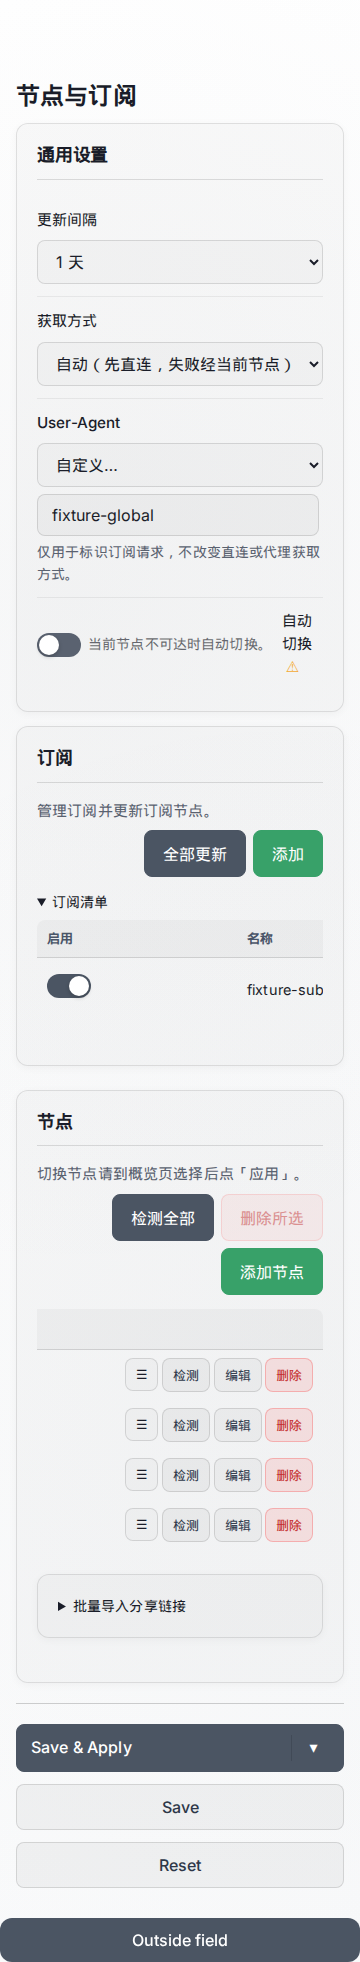 节点与订阅
通用设置
更新间隔
1 天
获取方式
自动（先直连，失败经当前节点）
User-Agent
自定义...
fixture-global
仅用于标识订阅请求，不改变直连或代理获取
方式。
当前节点不可达时自动切换。
自动
切换
⚠
订阅
管理订阅并更新订阅节点。
全部更新 添加
▼ 订阅清单
启用 名称
fixture-sub
节点
切换节点请到概览页选择后点「应用」。
检测全部 删除所选
添加节点
☰ 检测 编辑 删除
☰ 检测 编辑 删除
☰ 检测 编辑 删除
☰ 检测 编辑 删除
▶ 批量导入分享链接
Save & Apply ▼
Save
Reset
Outside field